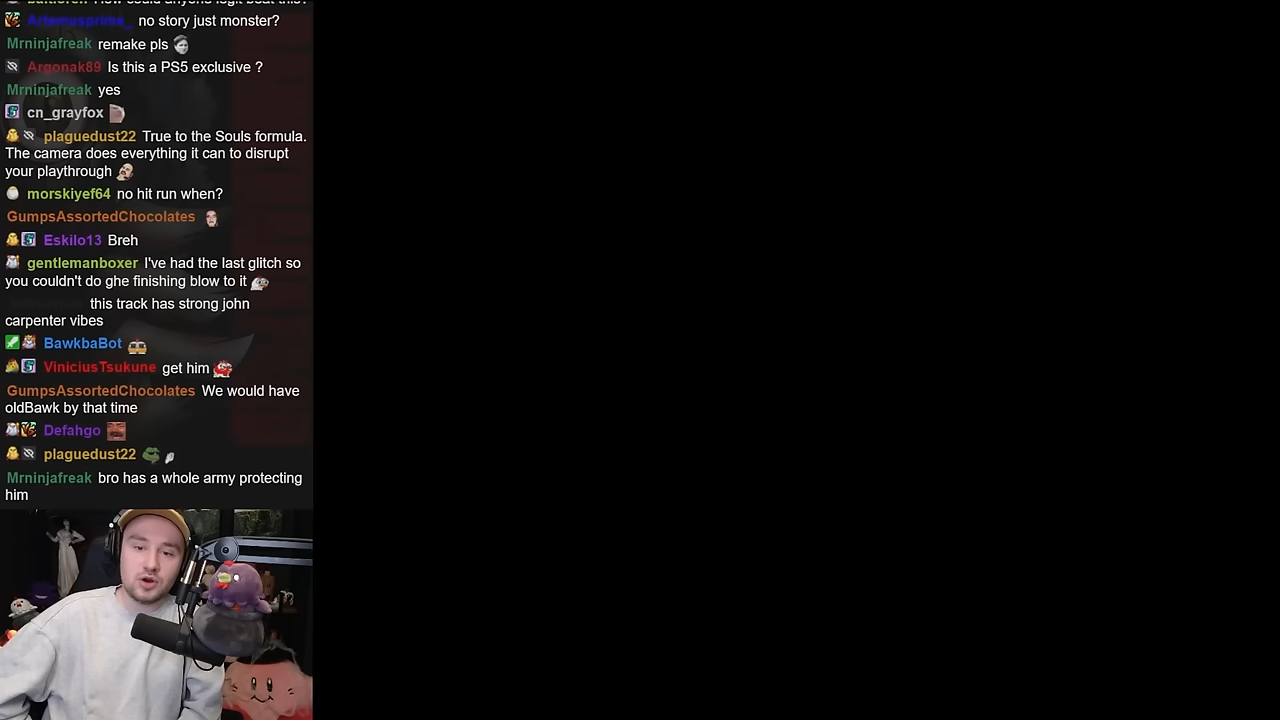 Artemusprime_ no story just monster?
Mrninjafreak remake pls
Argonak89 Is this a PS5 exclusive ?
Mrninjafreak yes
cn_grayfox
plaguedust22 True to the Souls formula.
The camera does everything it can to disrupt
your playthrough
morskiyef64 no hit run when?
GumpsAssortedChocolates
Eskilo13 Breh
gentlemanboxer I've had the last glitch so
you couldn't do ghe finishing blow to it
this track has strong john
carpenter vibes
BawkbaBot
ViniciusTsukune get him
GumpsAssortedChocolates We would have
oldBawk by that time
Defahgo
plaguedust22
Mrninjafreak bro has a whole army protecting
him